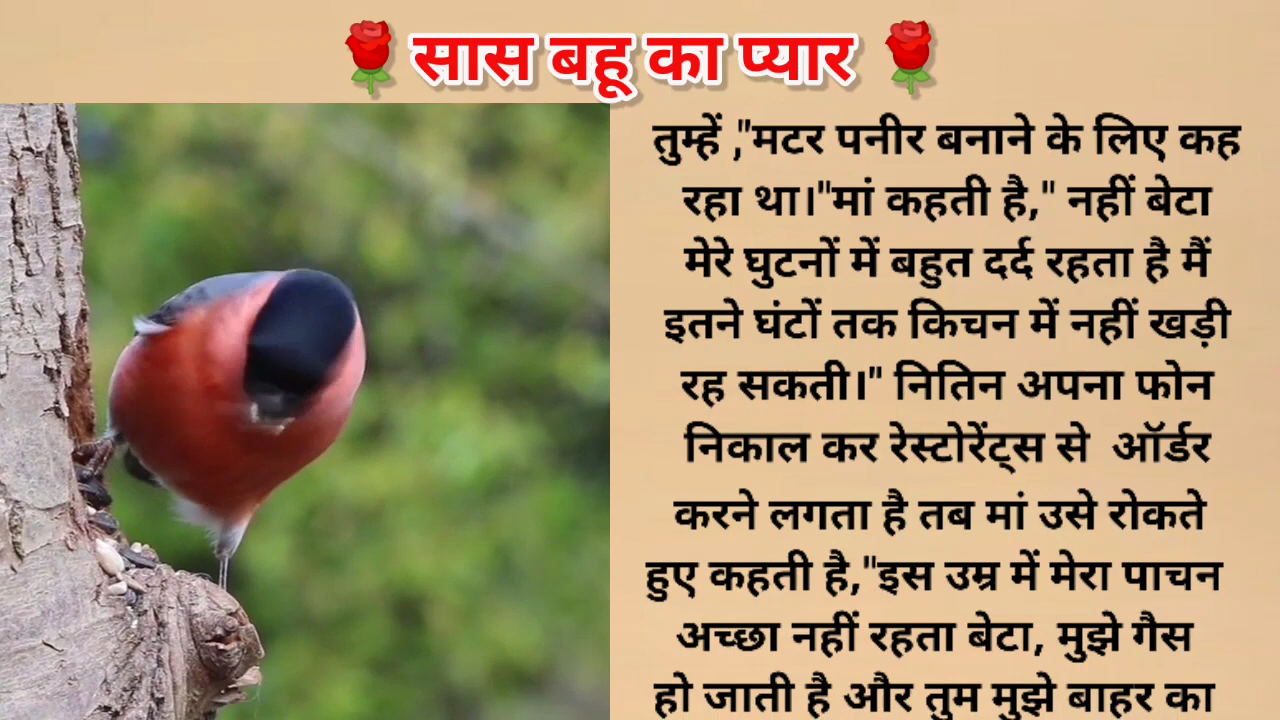 🌹सास बहू का प्यार 🌹
तुम्हें ,"मटर पनीर बनाने के लिए कह
रहा था।"मां कहती है," नहीं बेटा
मेरे घुटनों में बहुत दर्द रहता है मैं
इतने घंटों तक किचन में नहीं खड़ी
रह सकती।" नितिन अपना फोन
निकाल कर रेस्टोरेंट्स से ऑर्डर
करने लगता है तब मां उसे रोकते
हुए कहती है,"इस उम्र में मेरा पाचन
अच्छा नहीं रहता बेटा, मुझे गैस
हो जाती है और तुम मुझे बाहर का